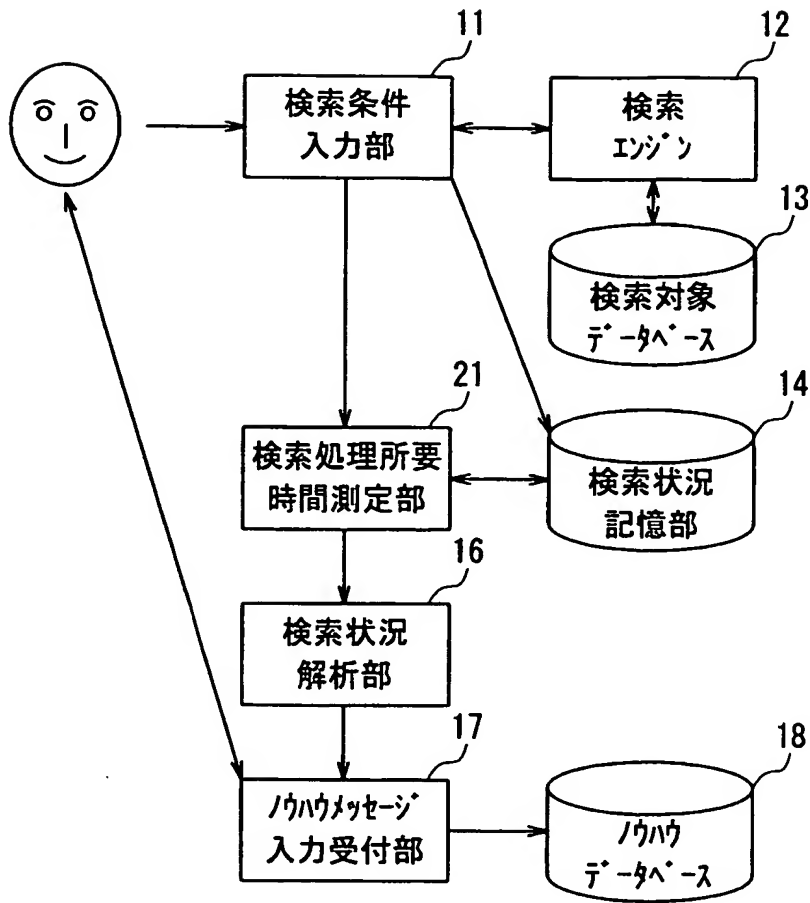 11
検索条件
入力部
12
検索
エンジン
13
検索対象
データベース
21
検索処理所要
時間測定部
14
検索状況
記憶部
16
検索状況
解析部
17
ノウハウメッセージ
入力受付部
18
ノウハウ
データベース